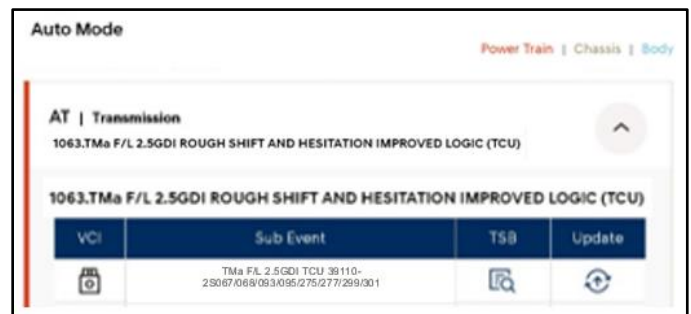 Auto Mode
Power Train | Chassis | Body
AT | Transmission
1063.TMa F/L 2.5GDI ROUGH SHIFT AND HESITATION IMPROVED LOGIC (TCU)
1063.TMa F/L 2.5GDI ROUGH SHIFT AND HESITATION IMPROVED LOGIC (TCU)
VCI Sub Event TSB Update
TMa F/L 2.5GDI TCU 39110-
2S067/068/093/095/275/277/299/301